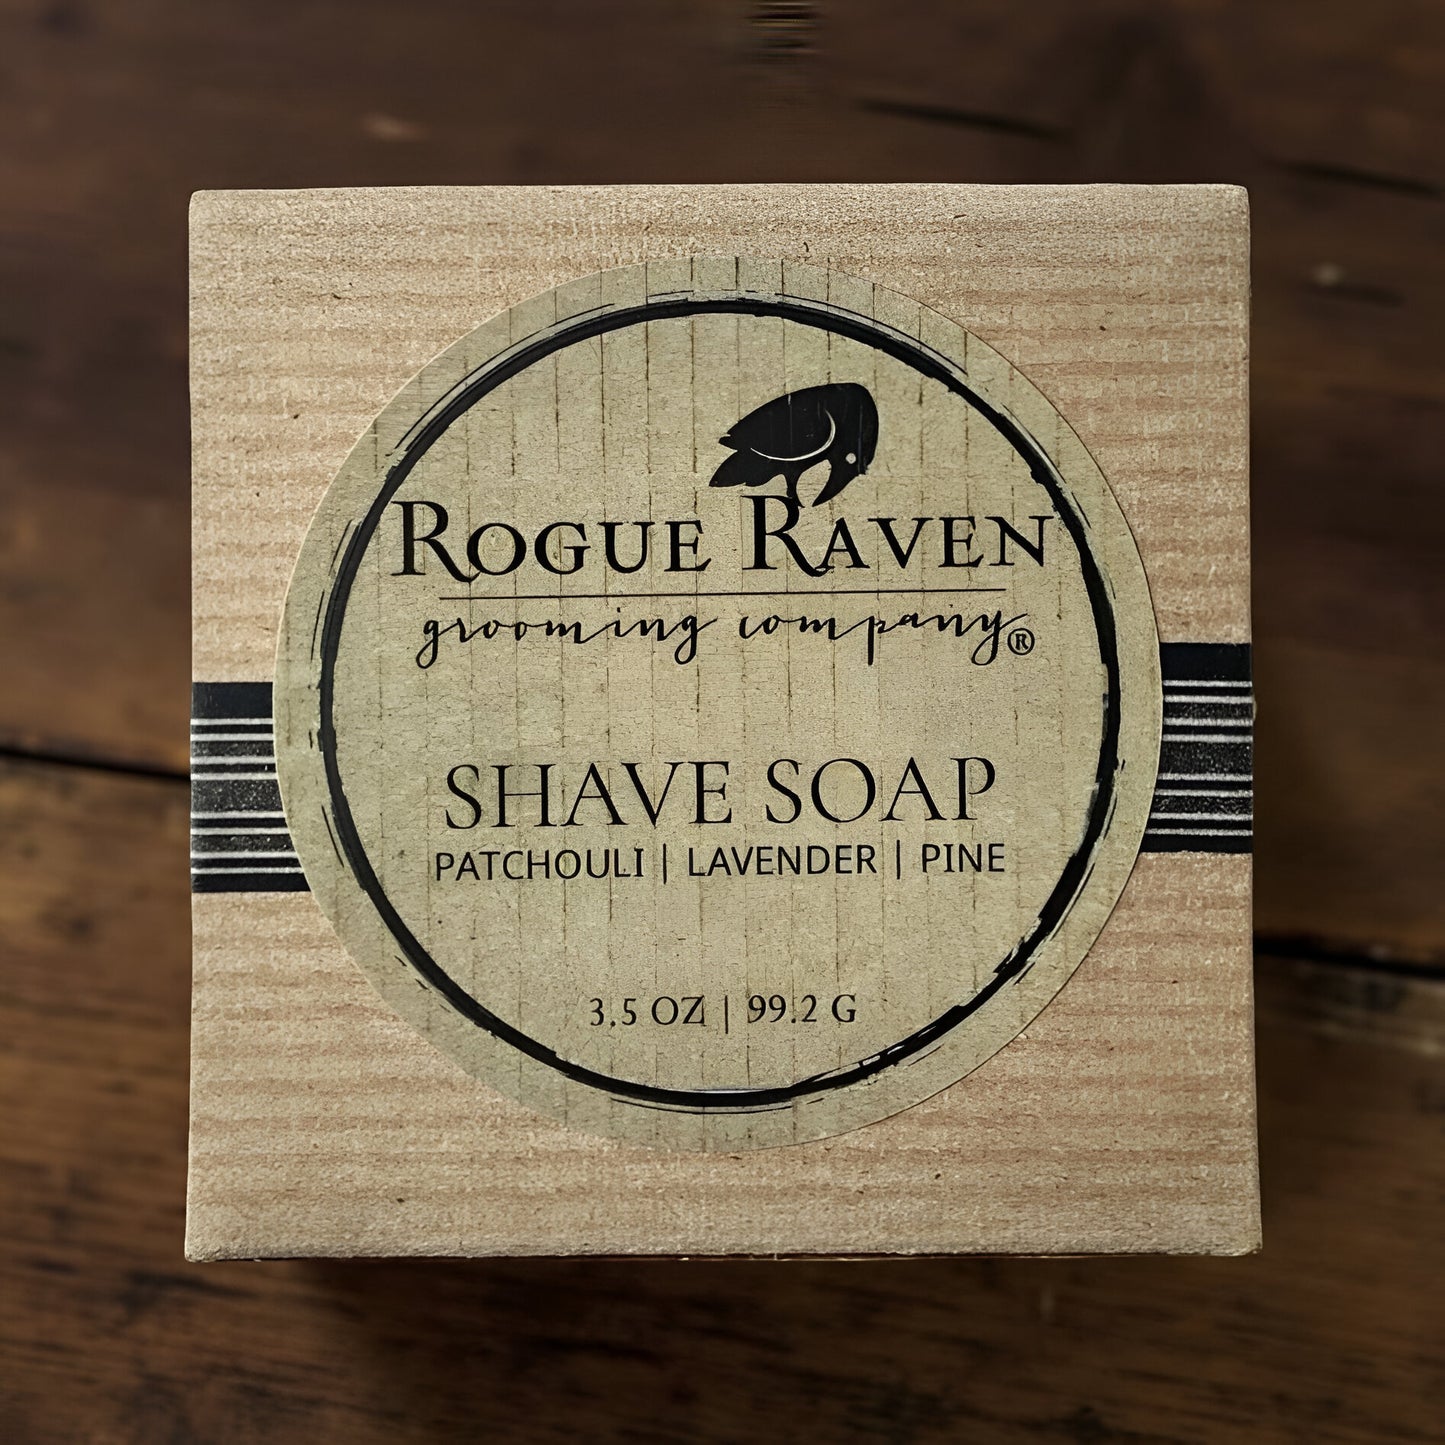 ROGUE RAVEN
grooming company®
SHAVE SOAP
PATCHOULI | LAVENDER | PINE
3.5 OZ | 99.2 G